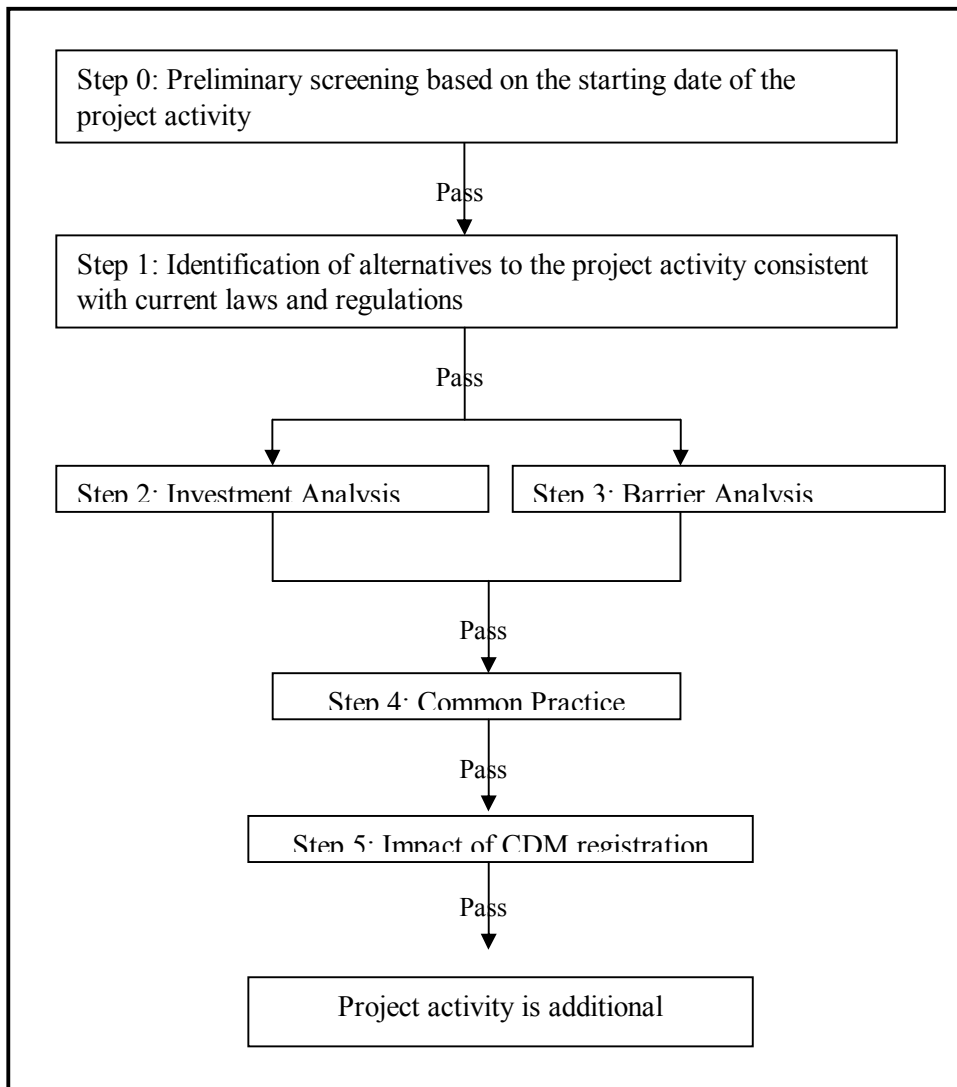 Step 0: Preliminary screening based on the starting date of the
project activity
Pass
Step 1: Identification of alternatives to the project activity consistent
with current laws and regulations
Pass
Step 2: Investment Analysis
Step 3: Barrier Analysis
Pass
Step 4: Common Practice
Pass
Step 5: Impact of CDM registration
Pass
Project activity is additional